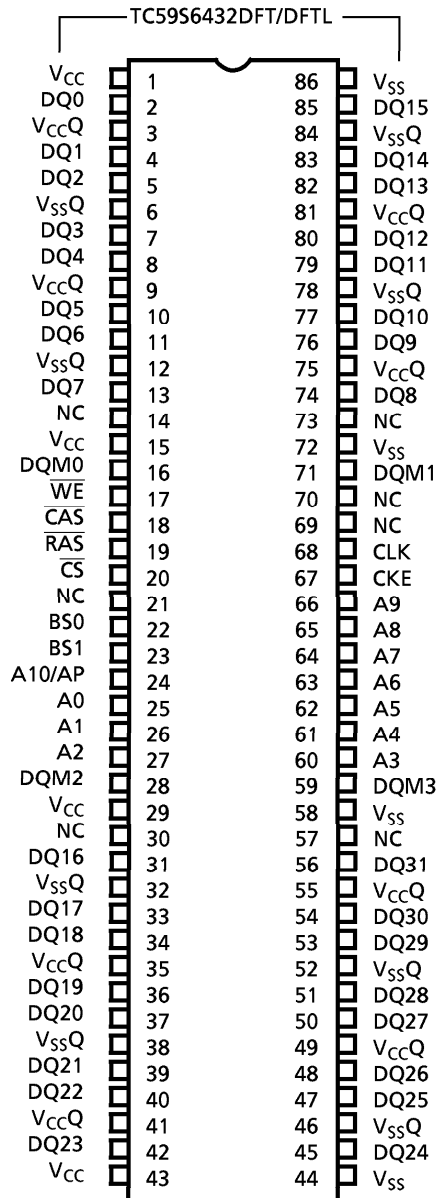 TC59S6432DFT/DFTL
VCC 1 86 VSS
DQ0 2 85 DQ15
VCCQ 3 84 VSSQ
DQ1 4 83 DQ14
DQ2 5 82 DQ13
VSSQ 6 81 VCCQ
DQ3 7 80 DQ12
DQ4 8 79 DQ11
VCCQ 9 78 VSSQ
DQ5 10 77 DQ10
DQ6 11 76 DQ9
VSSQ 12 75 VCCQ
DQ7 13 74 DQ8
NC 14 73 NC
VCC 15 72 VSS
DQM0 16 71 DQM1
W̅E̅ 17 70 NC
C̅A̅S̅ 18 69 NC
R̅A̅S̅ 19 68 CLK
C̅S̅ 20 67 CKE
NC 21 66 A9
BS0 22 65 A8
BS1 23 64 A7
A10/AP 24 63 A6
A0 25 62 A5
A1 26 61 A4
A2 27 60 A3
DQM2 28 59 DQM3
VCC 29 58 VSS
NC 30 57 NC
DQ16 31 56 DQ31
VSSQ 32 55 VCCQ
DQ17 33 54 DQ30
DQ18 34 53 DQ29
VCCQ 35 52 VSSQ
DQ19 36 51 DQ28
DQ20 37 50 DQ27
VSSQ 38 49 VCCQ
DQ21 39 48 DQ26
DQ22 40 47 DQ25
VCCQ 41 46 VSSQ
DQ23 42 45 DQ24
VCC 43 44 VSS